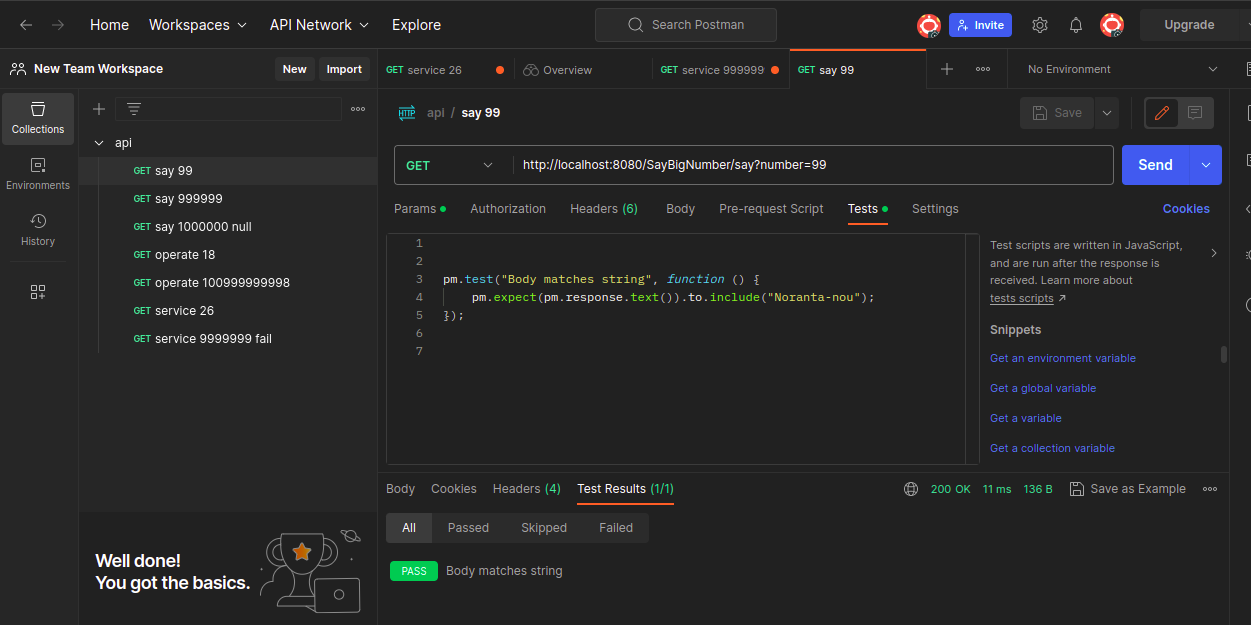 Home Workspaces API Network Explore Search Postman Invite Upgrade
New Team Workspace New Import GET service 26 Overview GET service 999999 GET say 99 No Environment
Collections
Environments
History
api
GET say 99
GET say 999999
GET say 1000000 null
GET operate 18
GET operate 100999999998
GET service 26
GET service 9999999 fail
Well done!
You got the basics.
HTTP api / say 99 Save
GET http://localhost:8080/SayBigNumber/say?number=99 Send
Params Authorization Headers (6) Body Pre-request Script Tests Settings Cookies
1
2
3 pm.test("Body matches string", function () {
4 pm.expect(pm.response.text()).to.include("Noranta-nou");
5 });
6
7
Test scripts are written in JavaScript,
and are run after the response is
received. Learn more about
tests scripts
Snippets
Get an environment variable
Get a global variable
Get a variable
Get a collection variable
Body Cookies Headers (4) Test Results (1/1) 200 OK 11 ms 136 B Save as Example
All Passed Skipped Failed
PASS Body matches string